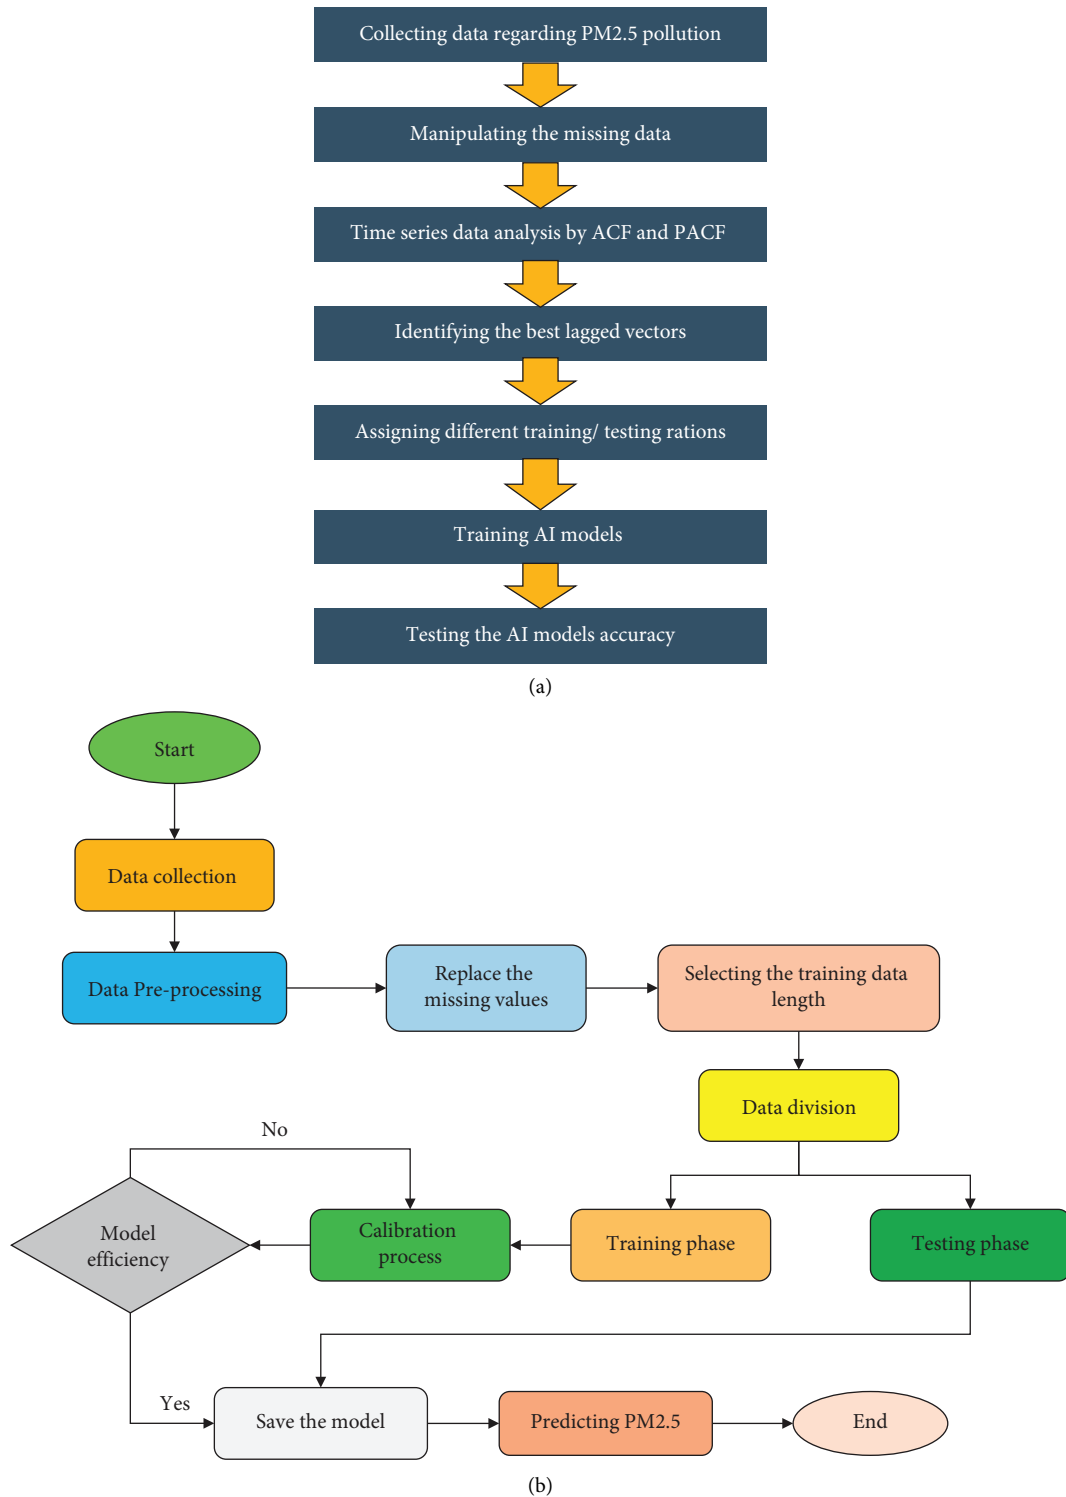 Collecting data regarding PM2.5 pollution
Manipulating the missing data
Time series data analysis by ACF and PACF
Identifying the best lagged vectors
Assigning different training/ testing rations
Training AI models
Testing the AI models accuracy
(a)
Start
Data collection
Data Pre-processing
Replace the
missing values
Selecting the training data
length
Data division
No
Model
efficiency
Calibration
process
Training phase
Testing phase
Yes
Save the model
Predicting PM2.5
End
(b)